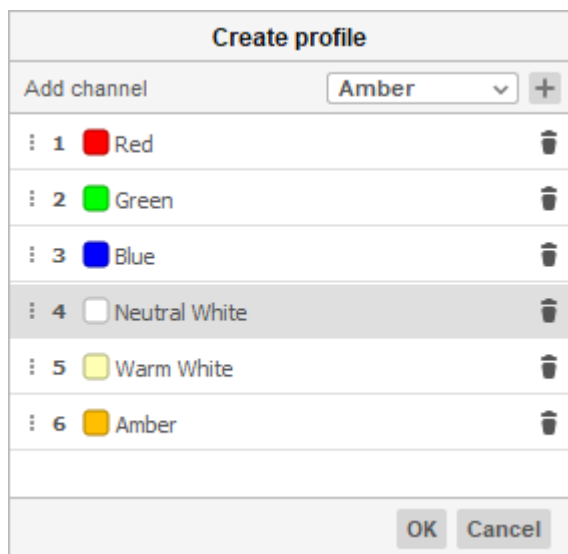 Create profile
Add channel Amber +
1 Red
2 Green
3 Blue
4 Neutral White
5 Warm White
6 Amber
OK Cancel